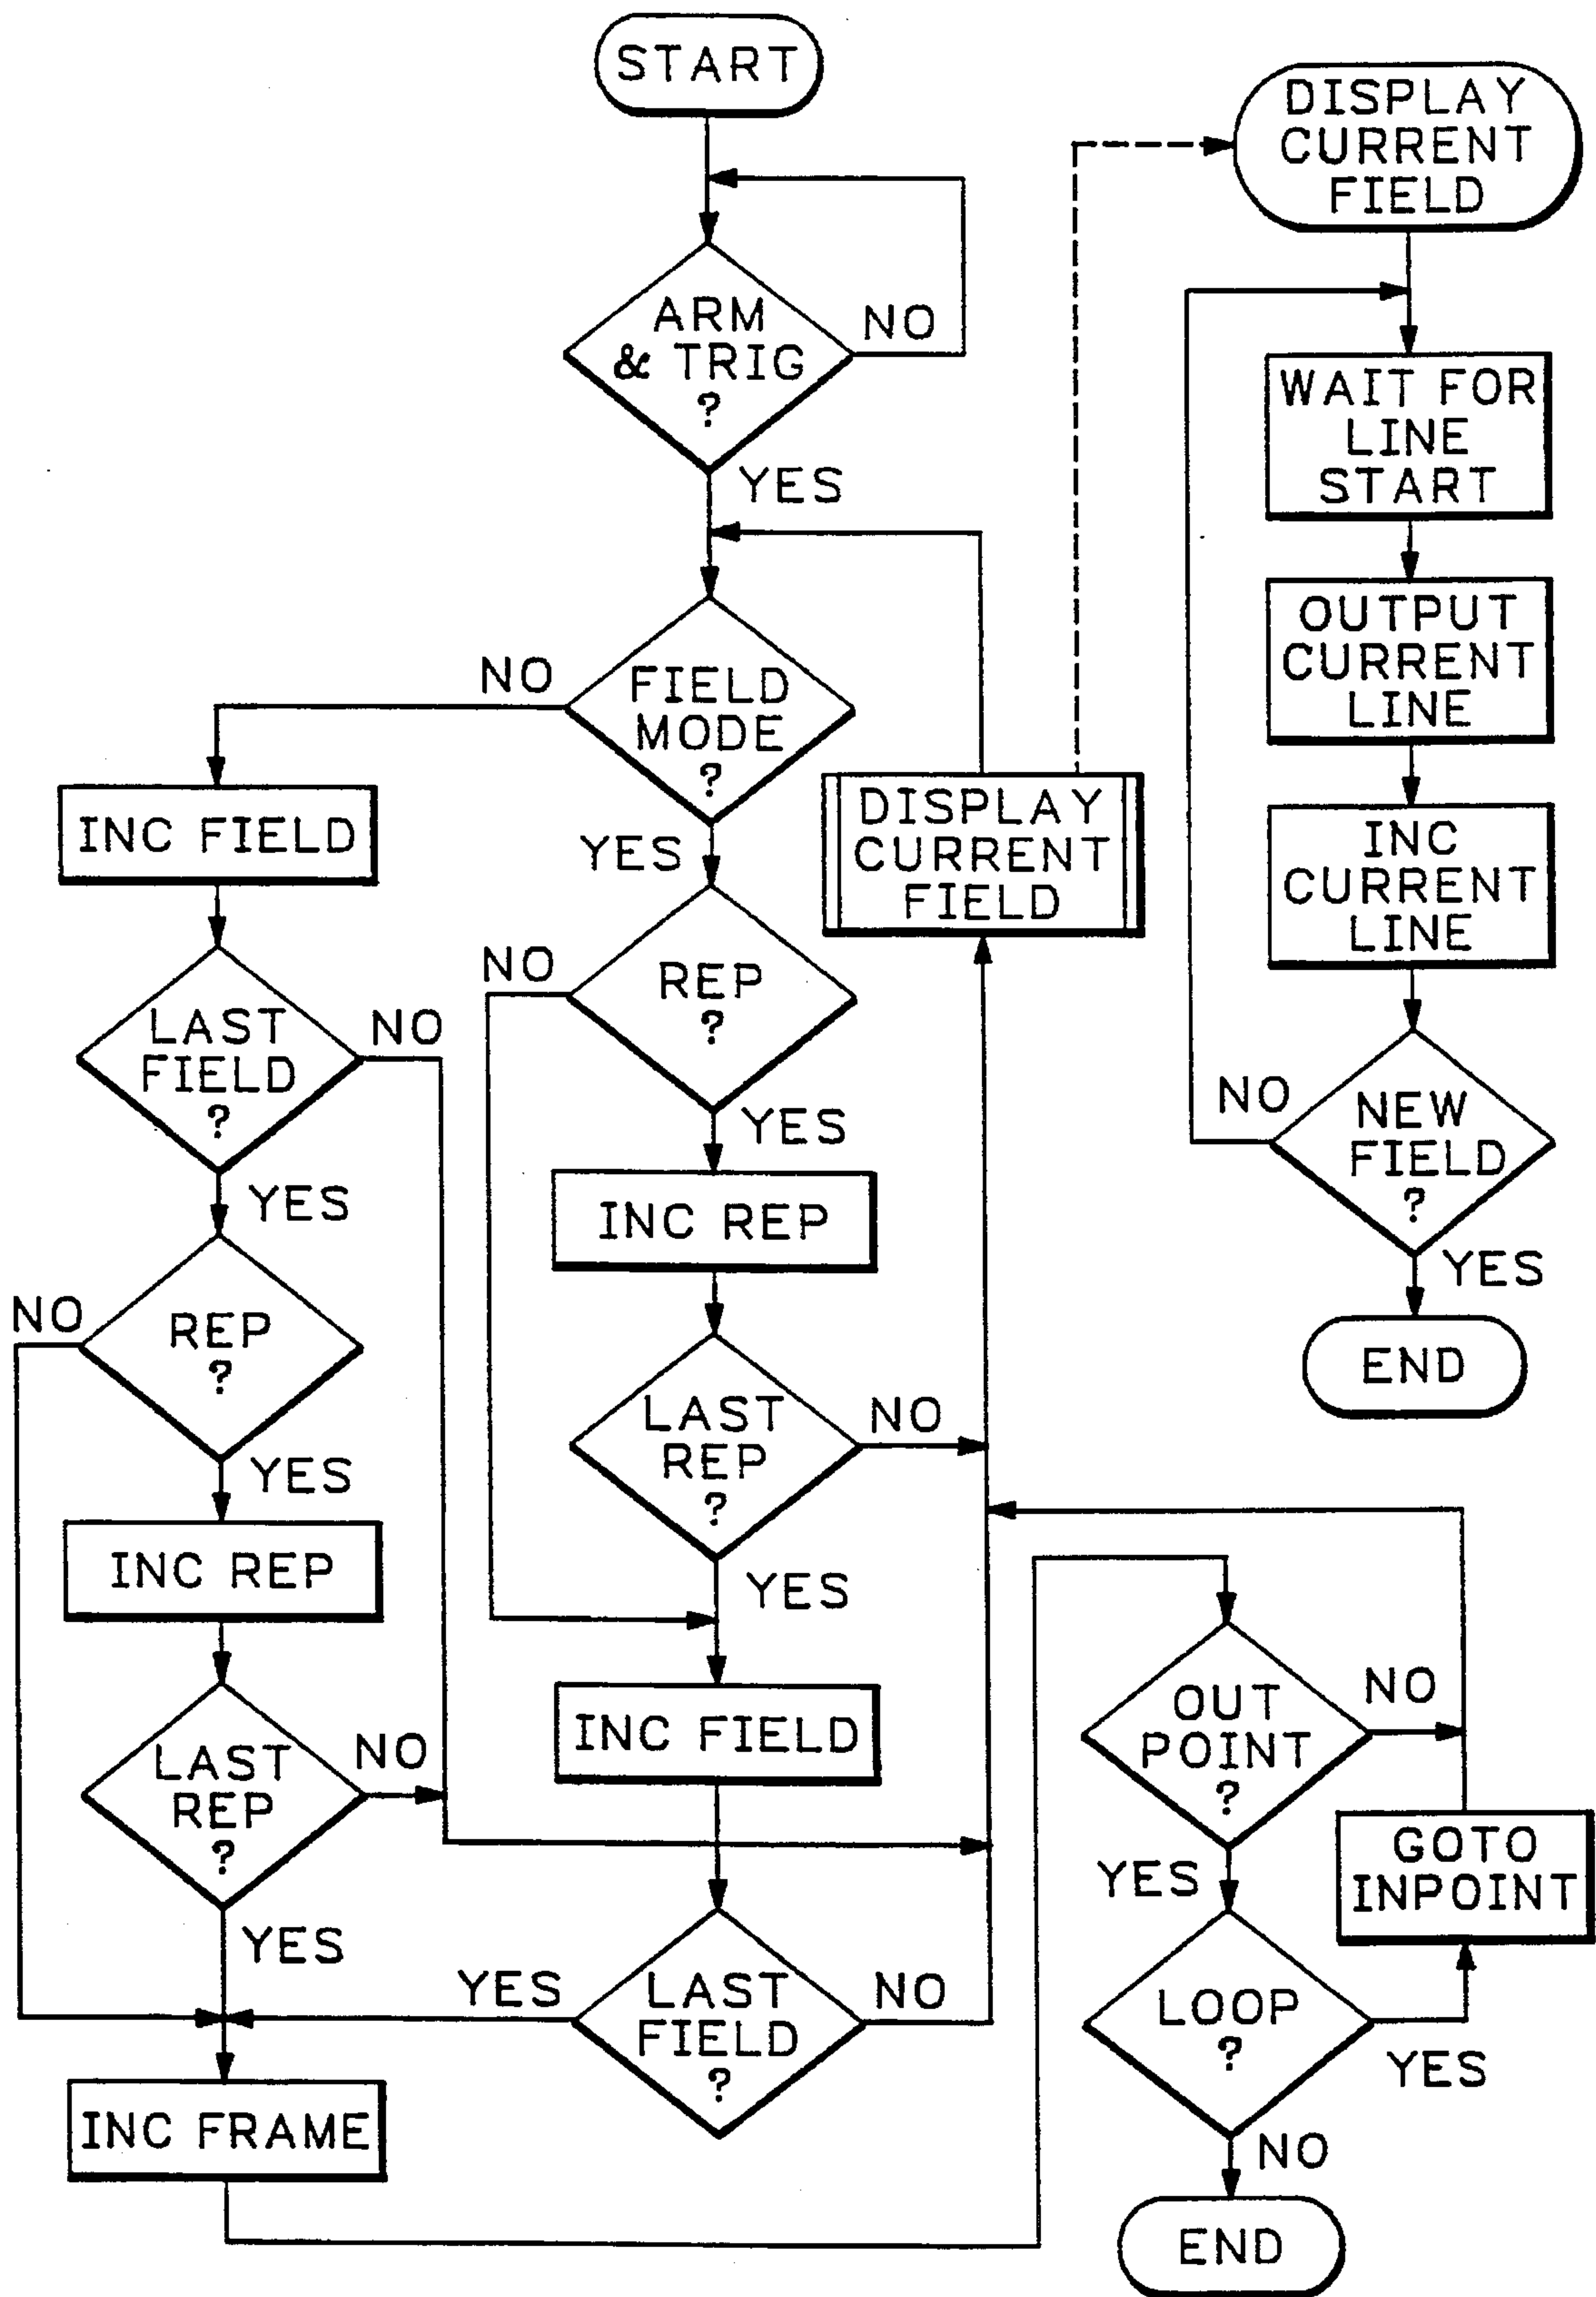 START
ARM
& TRIG
?
NO
YES
FIELD
MODE
?
NO
YES
INC FIELD
LAST
FIELD
?
NO
YES
REP
?
NO
YES
INC REP
LAST
REP
?
NO
YES
INC FRAME
REP
?
NO
YES
INC REP
LAST
REP
?
NO
YES
INC FIELD
LAST
FIELD
?
YES
NO
DISPLAY
CURRENT
FIELD
OUT
POINT
?
NO
YES
LOOP
?
YES
NO
GOTO
INPOINT
END
DISPLAY
CURRENT
FIELD
WAIT FOR
LINE
START
OUTPUT
CURRENT
LINE
INC
CURRENT
LINE
NEW
FIELD
?
NO
YES
END